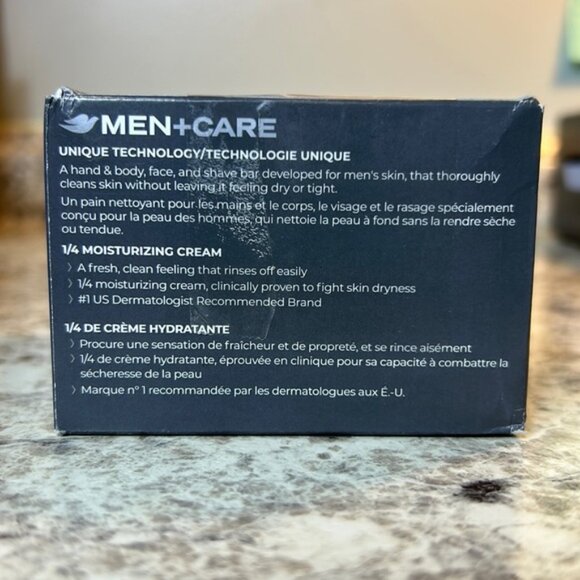 MEN+CARE
UNIQUE TECHNOLOGY/TECHNOLOGIE UNIQUE
A hand & body, face, and shave bar developed for men's skin, that thoroughly
cleans skin without leaving it feeling dry or tight.
Un pain nettoyant pour les mains et le corps, le visage et le rasage spécialement
conçu pour la peau des hommes, qui nettoie la peau à fond sans la rendre sèche
ou tendue.
1/4 MOISTURIZING CREAM
〉A fresh, clean feeling that rinses off easily
〉1/4 moisturizing cream, clinically proven to fight skin dryness
〉#1 US Dermatologist Recommended Brand
1/4 DE CRÈME HYDRATANTE
〉Procure une sensation de fraîcheur et de propreté, et se rince aisément
〉1/4 de crème hydratante, éprouvée en clinique pour sa capacité à combattre la
sécheresse de la peau
〉Marque n° 1 recommandée par les dermatologues aux É.-U.